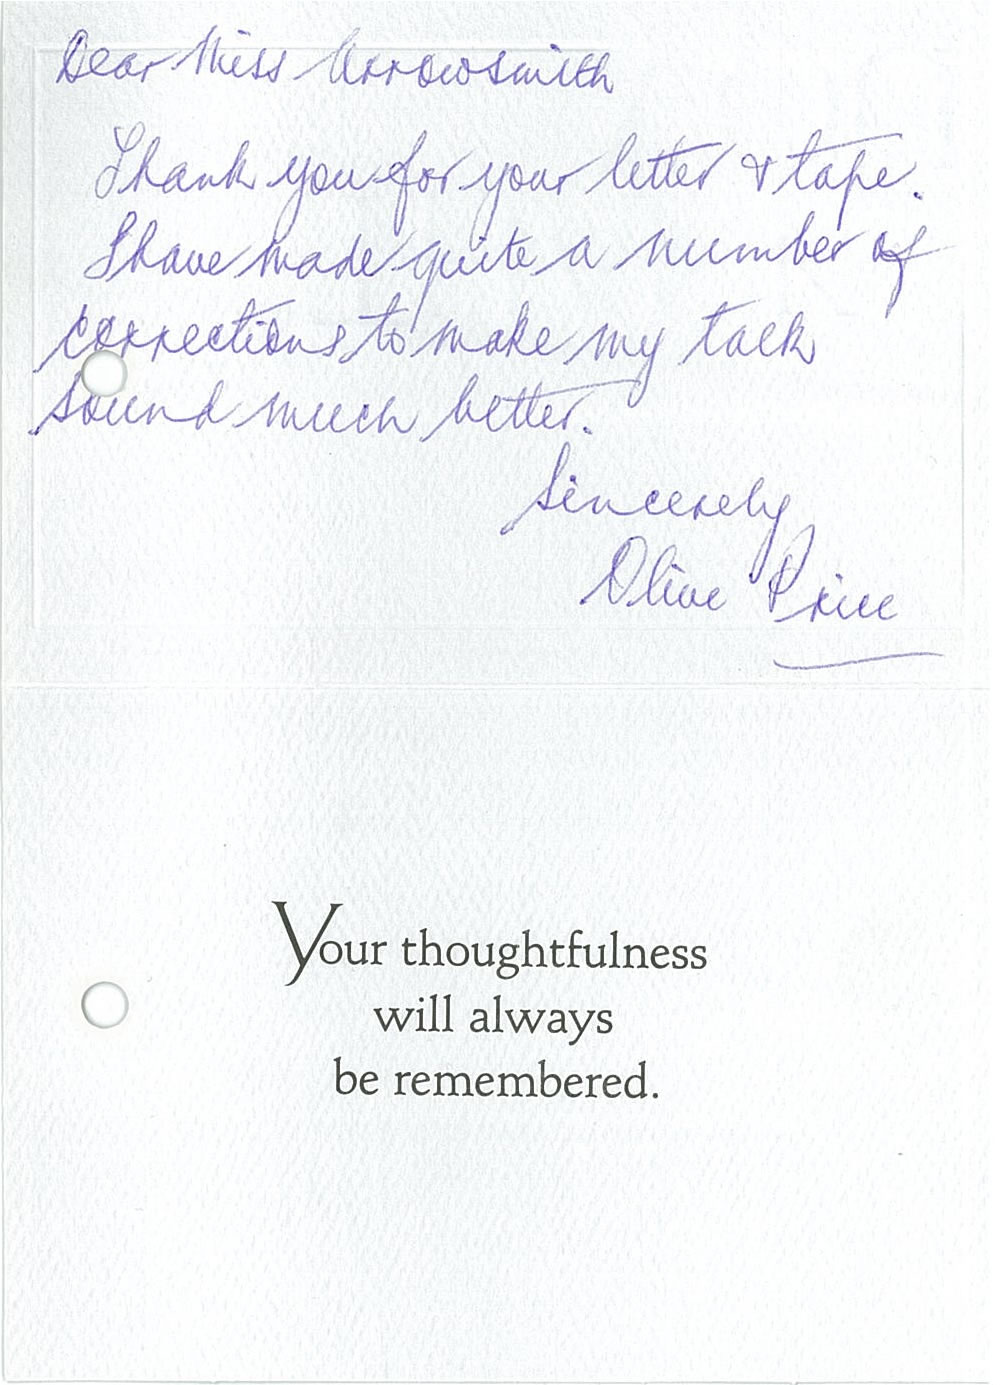 Dear Miss Arrowsmith
Thank you for your letter & tape.
I have made quite a number of
corrections to make my talk
sound much better.
Sincerely
Olive Price
Your thoughtfulness
will always
be remembered.